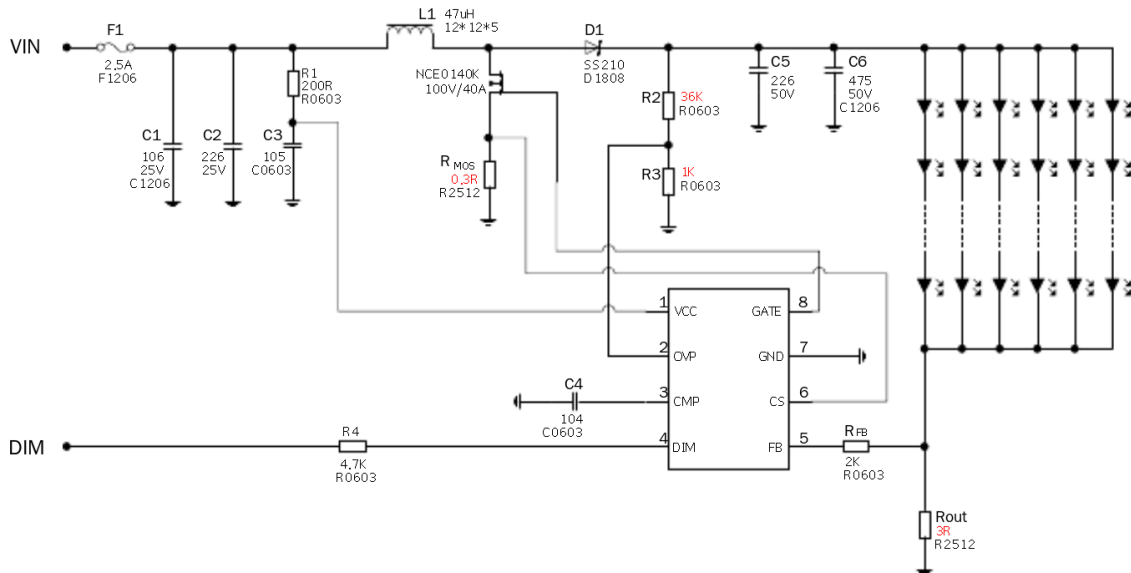 VIN
F1
2.5A
F1206
L1
47uH
12*12*5
D1
SS210
D1808
R1
200R
R0603
C1
106
25V
C1206
C2
226
25V
C3
105
C0603
NCE0140K
100V/40A
R MOS
0.3R
R2512
R2
36K
R0603
R3
1K
R0603
C5
226
50V
C6
475
50V
C1206
1
VCC
GATE
8
2
OVP
GND
7
3
CMP
CS
6
4
DIM
FB
5
C4
104
C0603
DIM
R4
4.7K
R0603
RFB
2K
R0603
Rout
3R
R2512